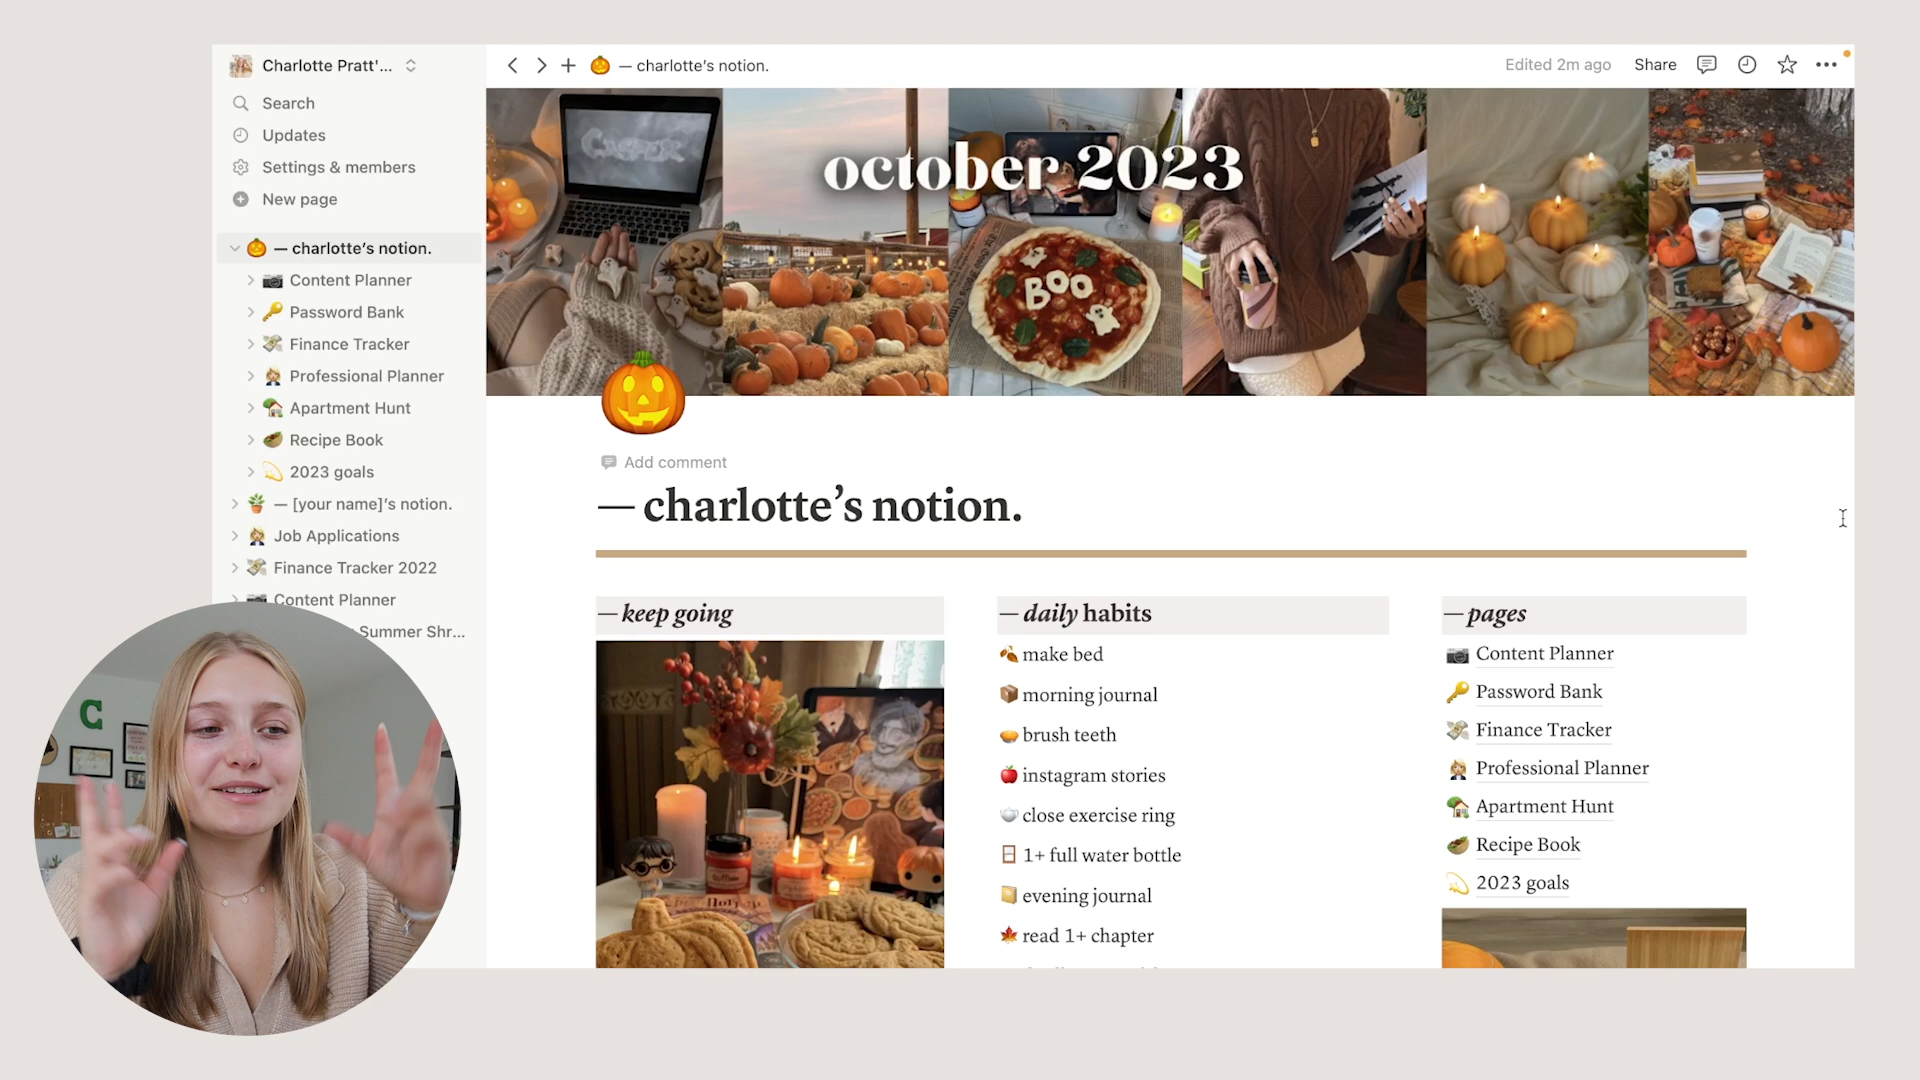 Charlotte Pratt'...
Search
Updates
Settings & members
New page
— charlotte's notion.
Content Planner
Password Bank
Finance Tracker
Professional Planner
Apartment Hunt
Recipe Book
2023 goals
— [your name]'s notion.
Job Applications
Finance Tracker 2022
Content Planner
Summer Shr...
— charlotte's notion.
Edited 2m ago
Share
october 2023
CASPER
BOO
Add comment
— charlotte's notion.
— keep going
— daily habits
make bed
morning journal
brush teeth
instagram stories
close exercise ring
1+ full water bottle
evening journal
read 1+ chapter
— pages
Content Planner
Password Bank
Finance Tracker
Professional Planner
Apartment Hunt
Recipe Book
2023 goals
C